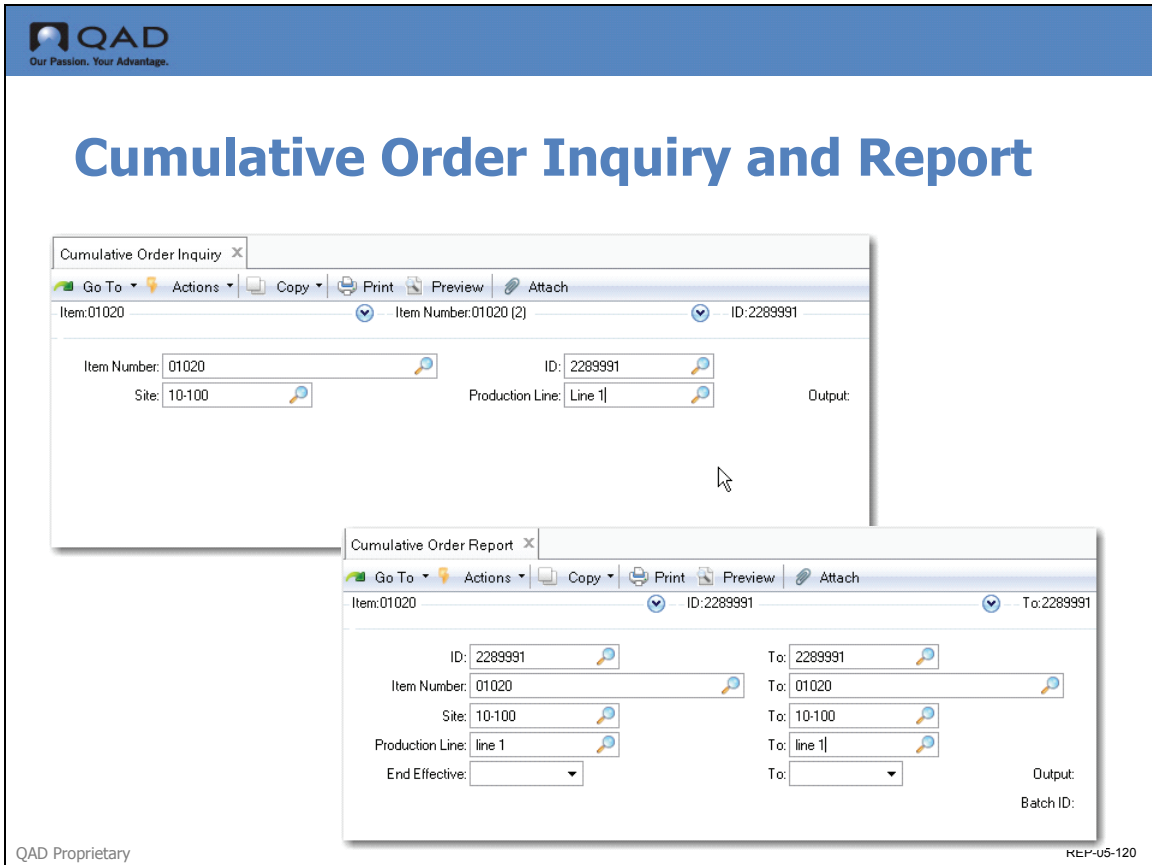 QAD
Our Passion. Your Advantage.
Cumulative Order Inquiry and Report
Cumulative Order Inquiry X
Go To Actions Copy Print Preview Attach
Item:01020 Item Number:01020 (2) ID:2289991
Item Number: 01020 ID: 2289991
Site: 10-100 Production Line: Line 1 Output:
Cumulative Order Report X
Go To Actions Copy Print Preview Attach
Item:01020 ID:2289991 To:2289991
ID: 2289991 To: 2289991
Item Number: 01020 To: 01020
Site: 10-100 To: 10-100
Production Line: line 1 To: line 1
End Effective: To: Output:
Batch ID:
QAD Proprietary REP-05-120